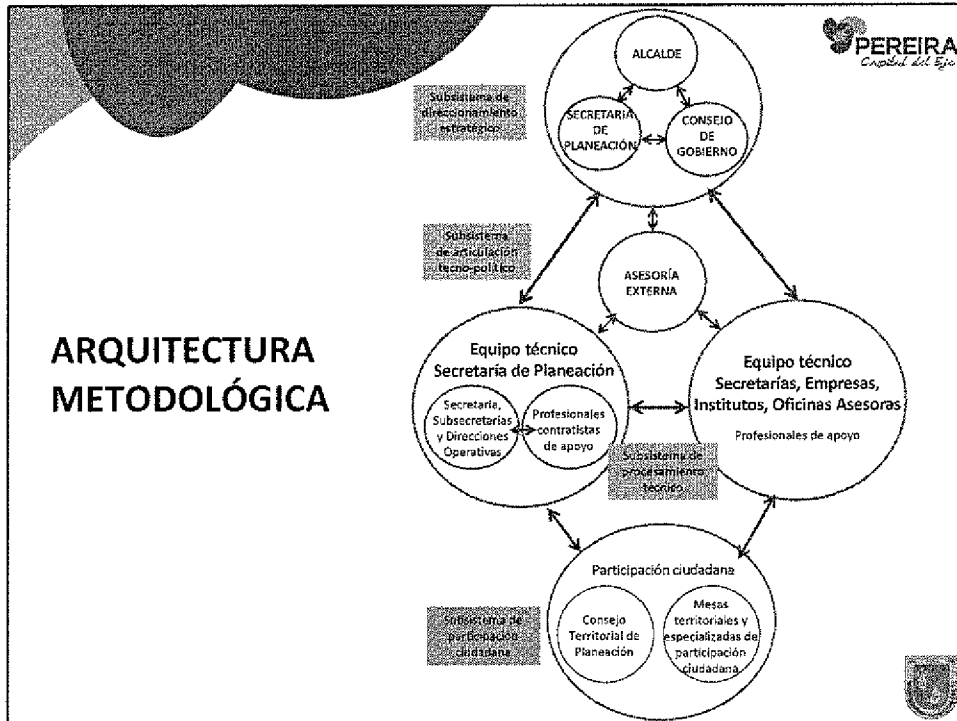 PEREIRA
Capital del Eje
ALCALDE
Subsistema de
direccionamiento
estratégico
SECRETARÍA
DE
PLANEACIÓN
CONSEJO
DE
GOBIERNO
Subsistema
de articulación
tecno-político
ASESORÍA
EXTERNA
ARQUITECTURA
METODOLÓGICA
Equipo técnico
Secretaría de Planeación
Secretaría,
Subsecretarías
y Direcciones
Operativas
Profesionales
contratistas
de apoyo
Equipo técnico
Secretarías, Empresas,
Institutos, Oficinas Asesoras
Profesionales de apoyo
Subsistema de
procesamiento
técnico
Participación ciudadana
Subsistema de
participación
ciudadana
Consejo
Territorial de
Planeación
Mesas
territoriales y
especializadas de
participación
ciudadana